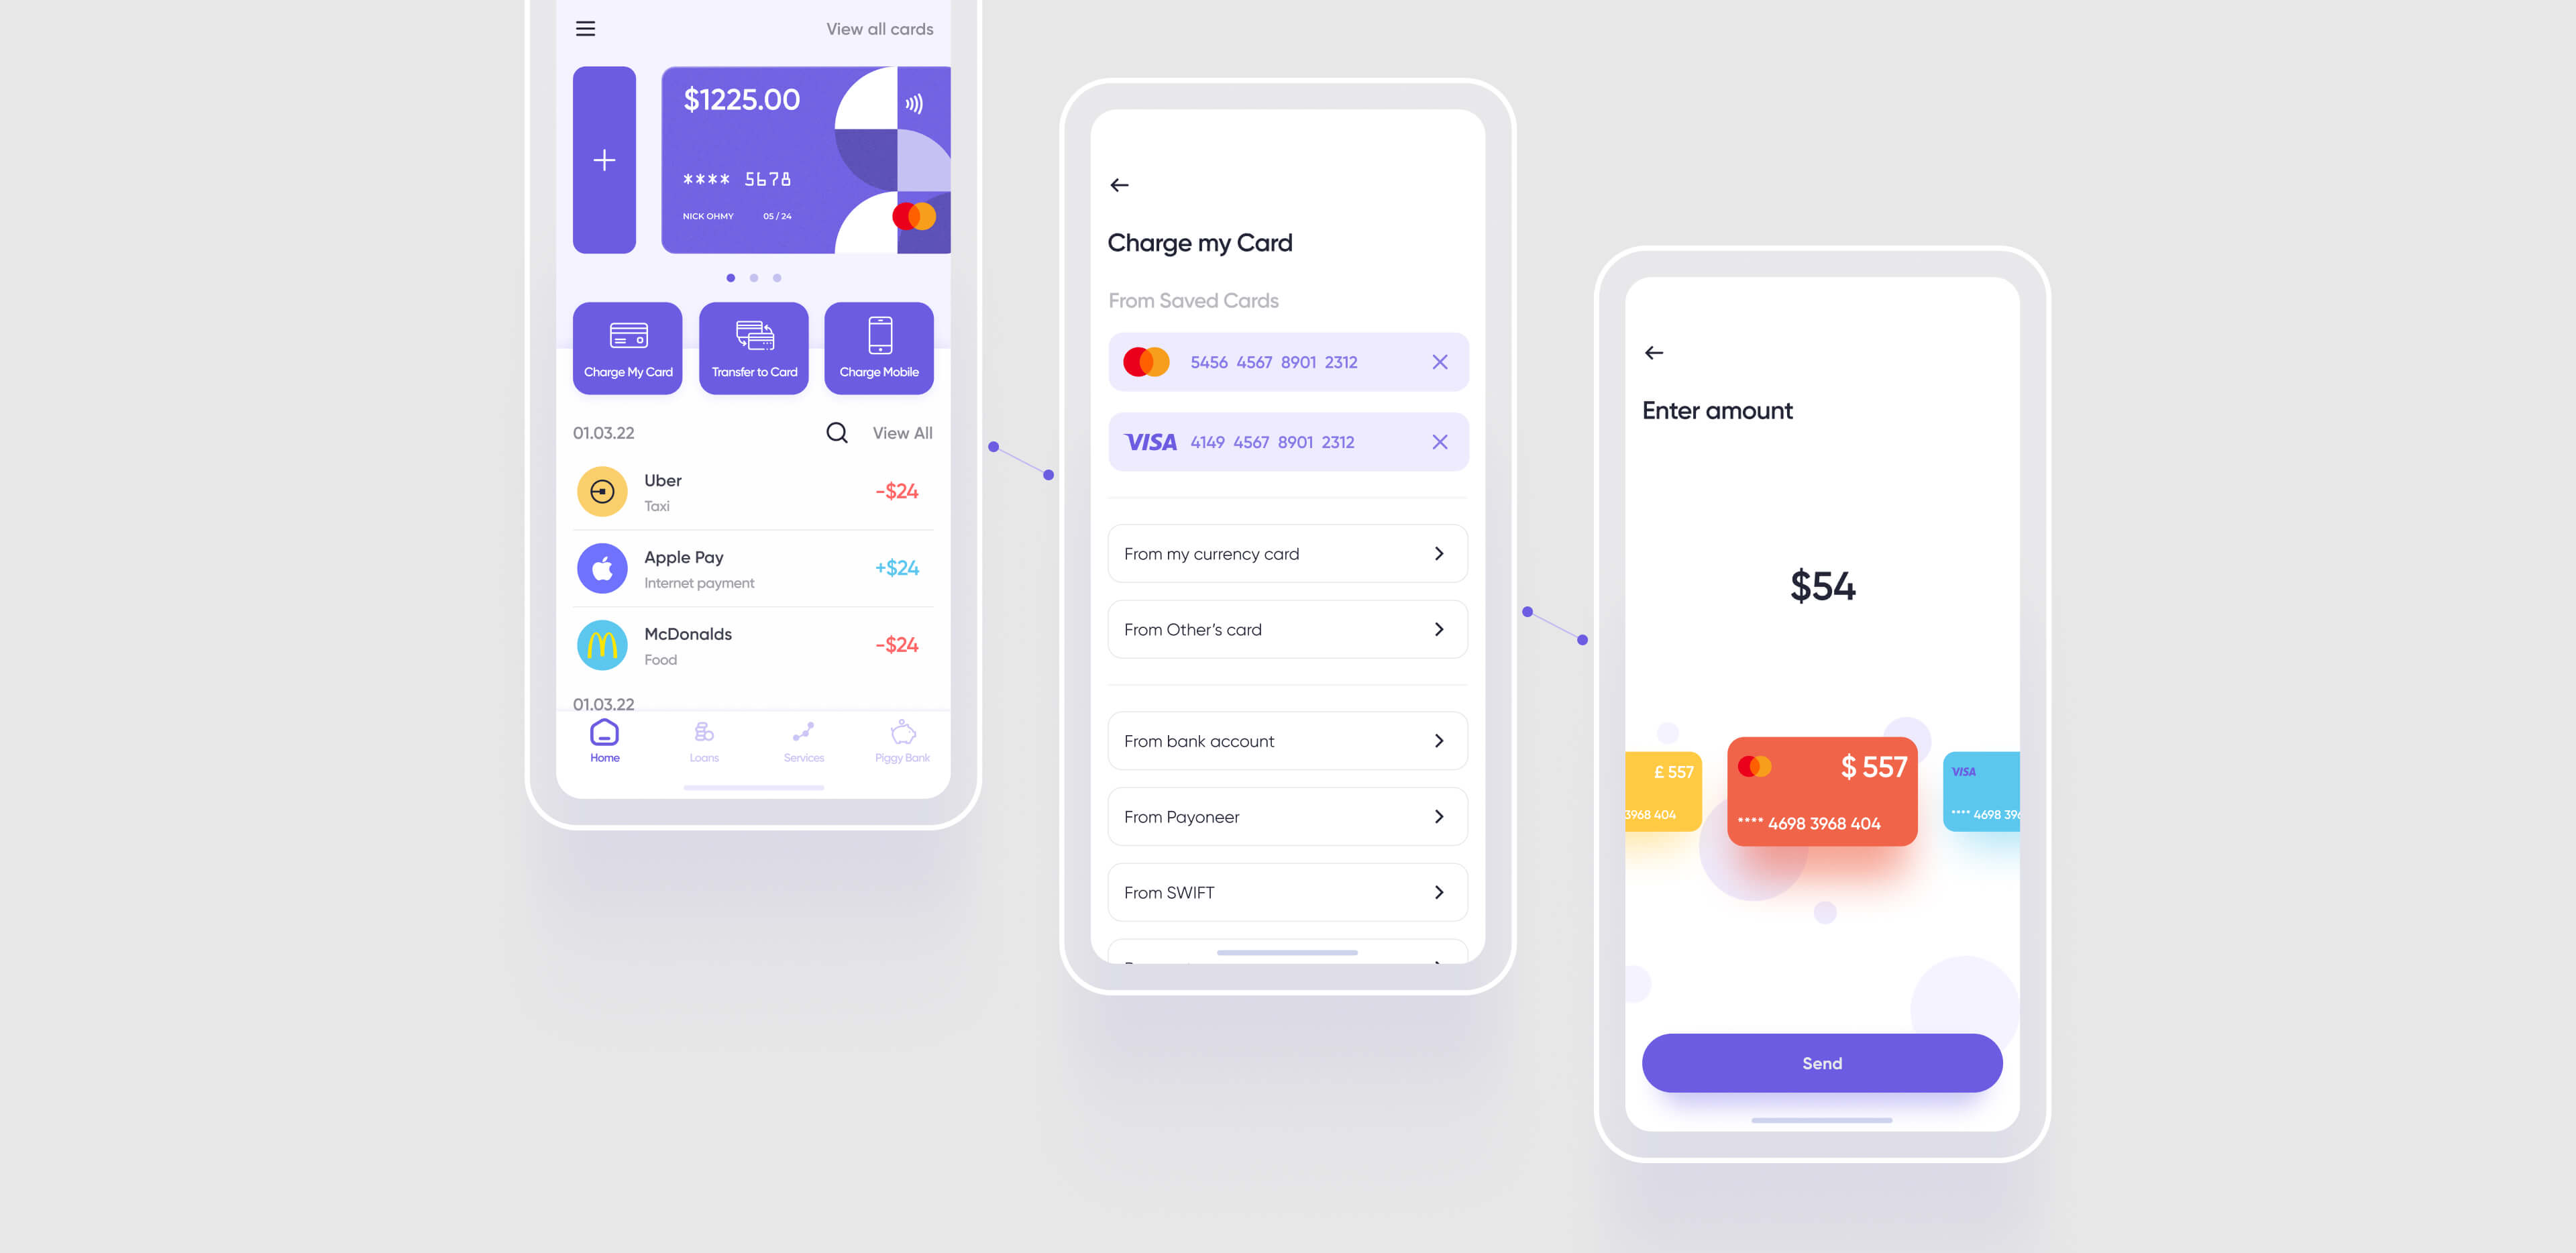 View all cards
$1225.00
**** 5678
NICK OHMY 05 / 24
Charge My Card Transfer to Card Charge Mobile
01.03.22 View All
Uber
Taxi
-$24
Apple Pay
Internet payment
+$24
McDonalds
Food
-$24
01.03.22
Home Loans Services Piggy Bank
Charge my Card
From Saved Cards
5456 4567 8901 2312
VISA 4149 4567 8901 2312
From my currency card
From Other's card
From bank account
From Payoneer
From SWIFT
Enter amount
$54
£ 557
3968 404
$ 557
**** 4698 3968 404
VISA
**** 4698 396
Send